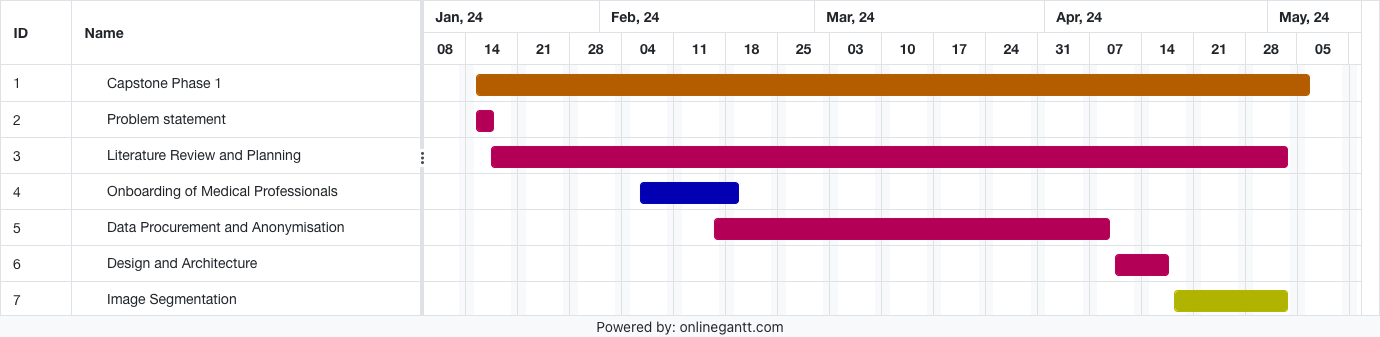 ID Name Jan, 24 Feb, 24 Mar, 24 Apr, 24 May, 24
08 14 21 28 04 11 18 25 03 10 17 24 31 07 14 21 28 05
1 Capstone Phase 1
2 Problem statement
3 Literature Review and Planning
4 Onboarding of Medical Professionals
5 Data Procurement and Anonymisation
6 Design and Architecture
7 Image Segmentation
Powered by: onlinegantt.com